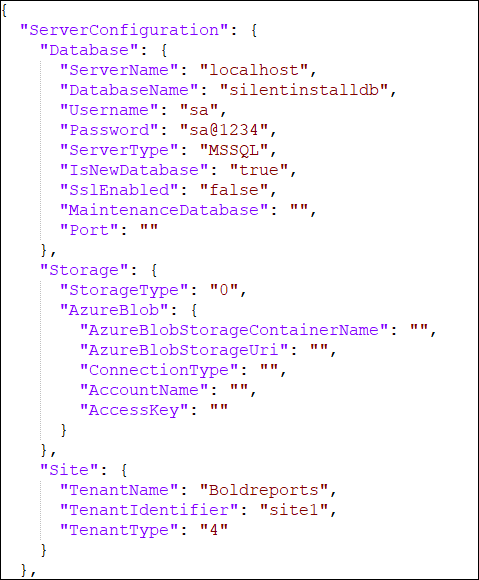 {
  "ServerConfiguration": {
    "Database": {
      "ServerName": "localhost",
      "DatabaseName": "silentinstalldb",
      "Username": "sa",
      "Password": "sa@1234",
      "ServerType": "MSSQL",
      "IsNewDatabase": "true",
      "SslEnabled": "false",
      "MaintenanceDatabase": "",
      "Port": ""
    },
    "Storage": {
      "StorageType": "0",
      "AzureBlob": {
        "AzureBlobStorageContainerName": "",
        "AzureBlobStorageUri": "",
        "ConnectionType": "",
        "AccountName": "",
        "AccessKey": ""
      }
    },
    "Site": {
      "TenantName": "Boldreports",
      "TenantIdentifier": "site1",
      "TenantType": "4"
    }
  },